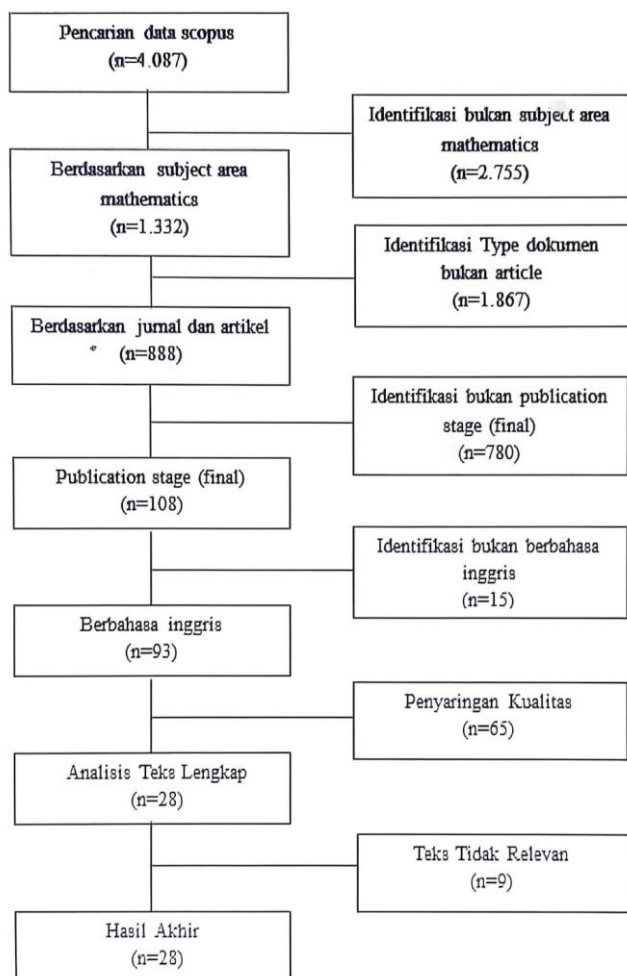 Pencarian data scopus
(n=4.087)
Identifikasi bukan subject area
mathematics
(n=2.755)
Berdasarkan subject area
mathematics
(n=1.332)
Identifikasi Type dokumen
bukan article
(n=1.867)
Berdasarkan jurnal dan artikel
(n=888)
Identifikasi bukan publication
stage (final)
(n=780)
Publication stage (final)
(n=108)
Identifikasi bukan berbahasa
inggris
(n=15)
Berbahasa inggris
(n=93)
Penyaringan Kualitas
(n=65)
Analisis Teks Lengkap
(n=28)
Teks Tidak Relevan
(n=9)
Hasil Akhir
(n=28)